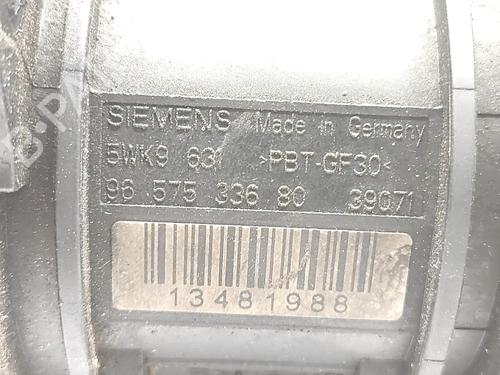 SIEMENS Made in Germany
5WK9 631 >PBT-GF30<
96 575 336 80 39071
13481988